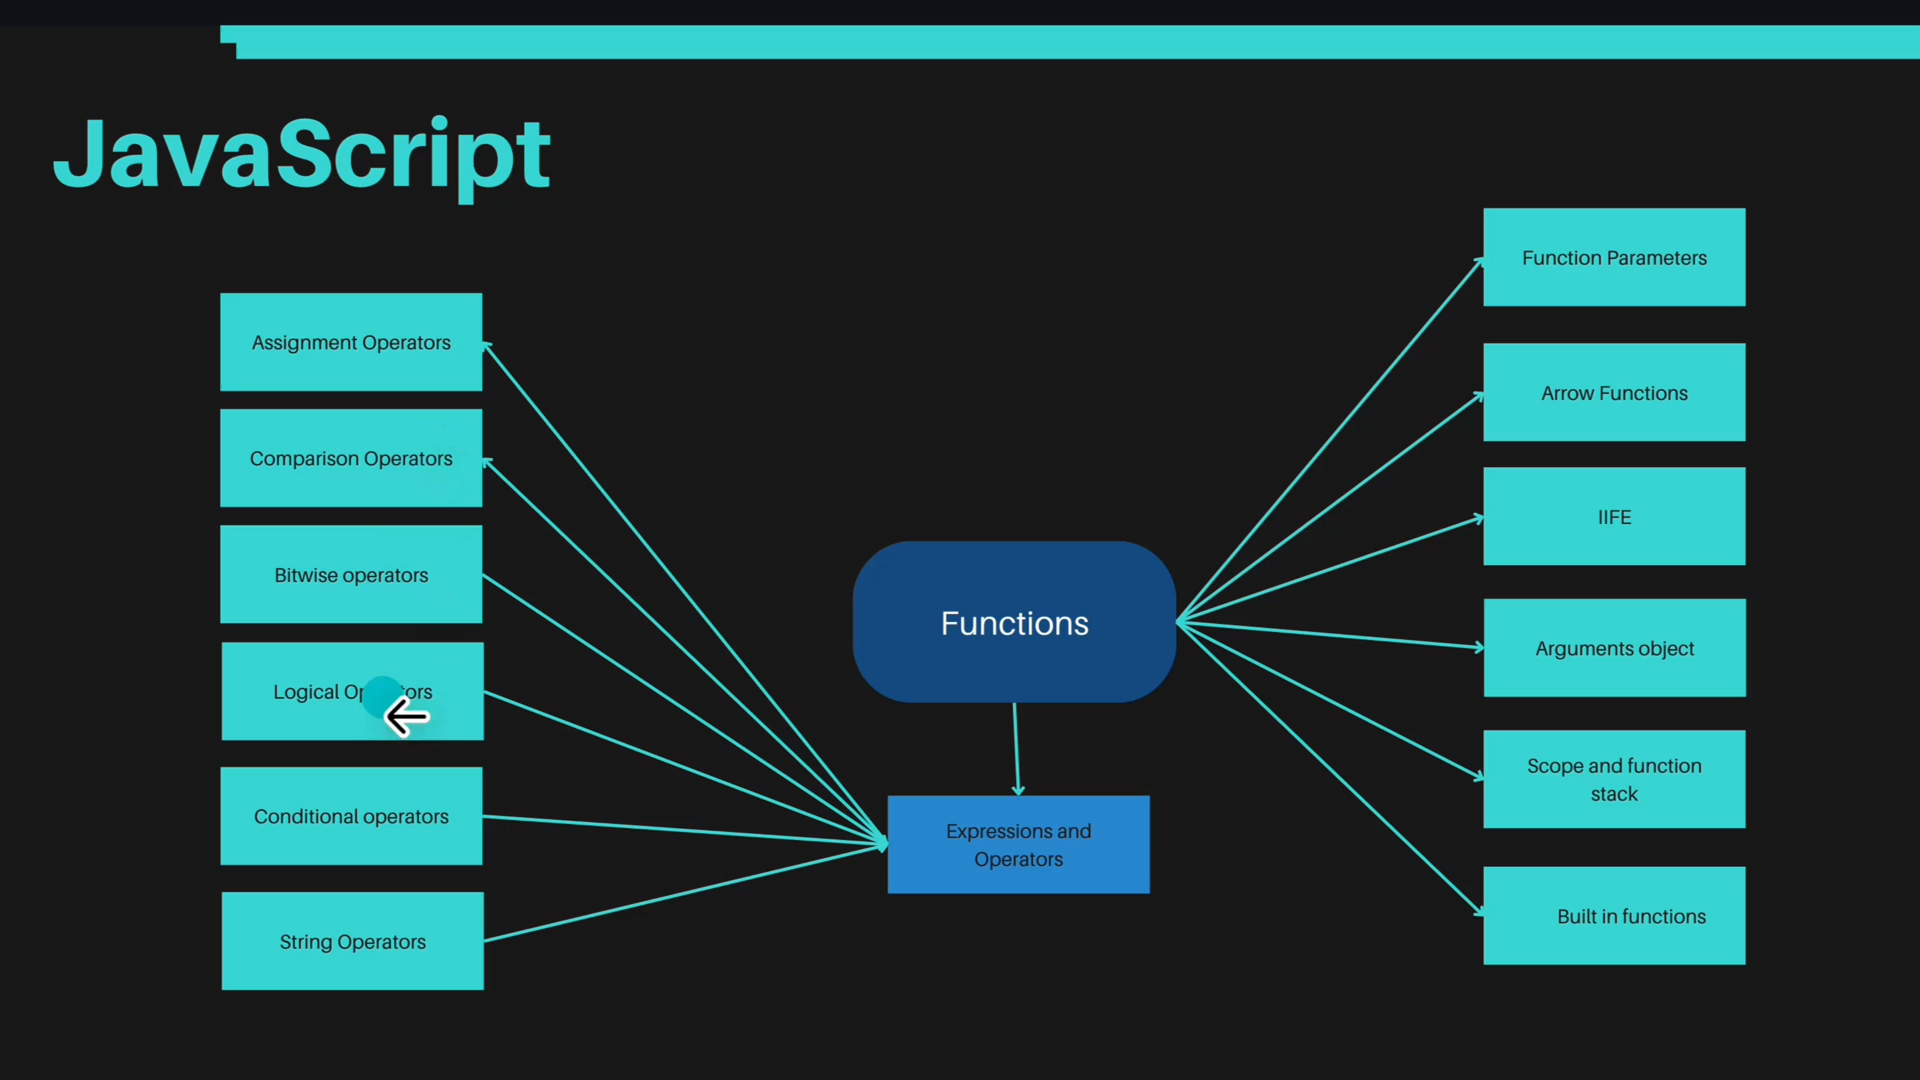 JavaScript
Assignment Operators
Comparison Operators
Bitwise operators
Logical
Conditional operators
String Operators
Functions
Expressions and
Operators
Function Parameters
Arrow Functions
IIFE
Arguments object
Scope and function
stack
Built in functions